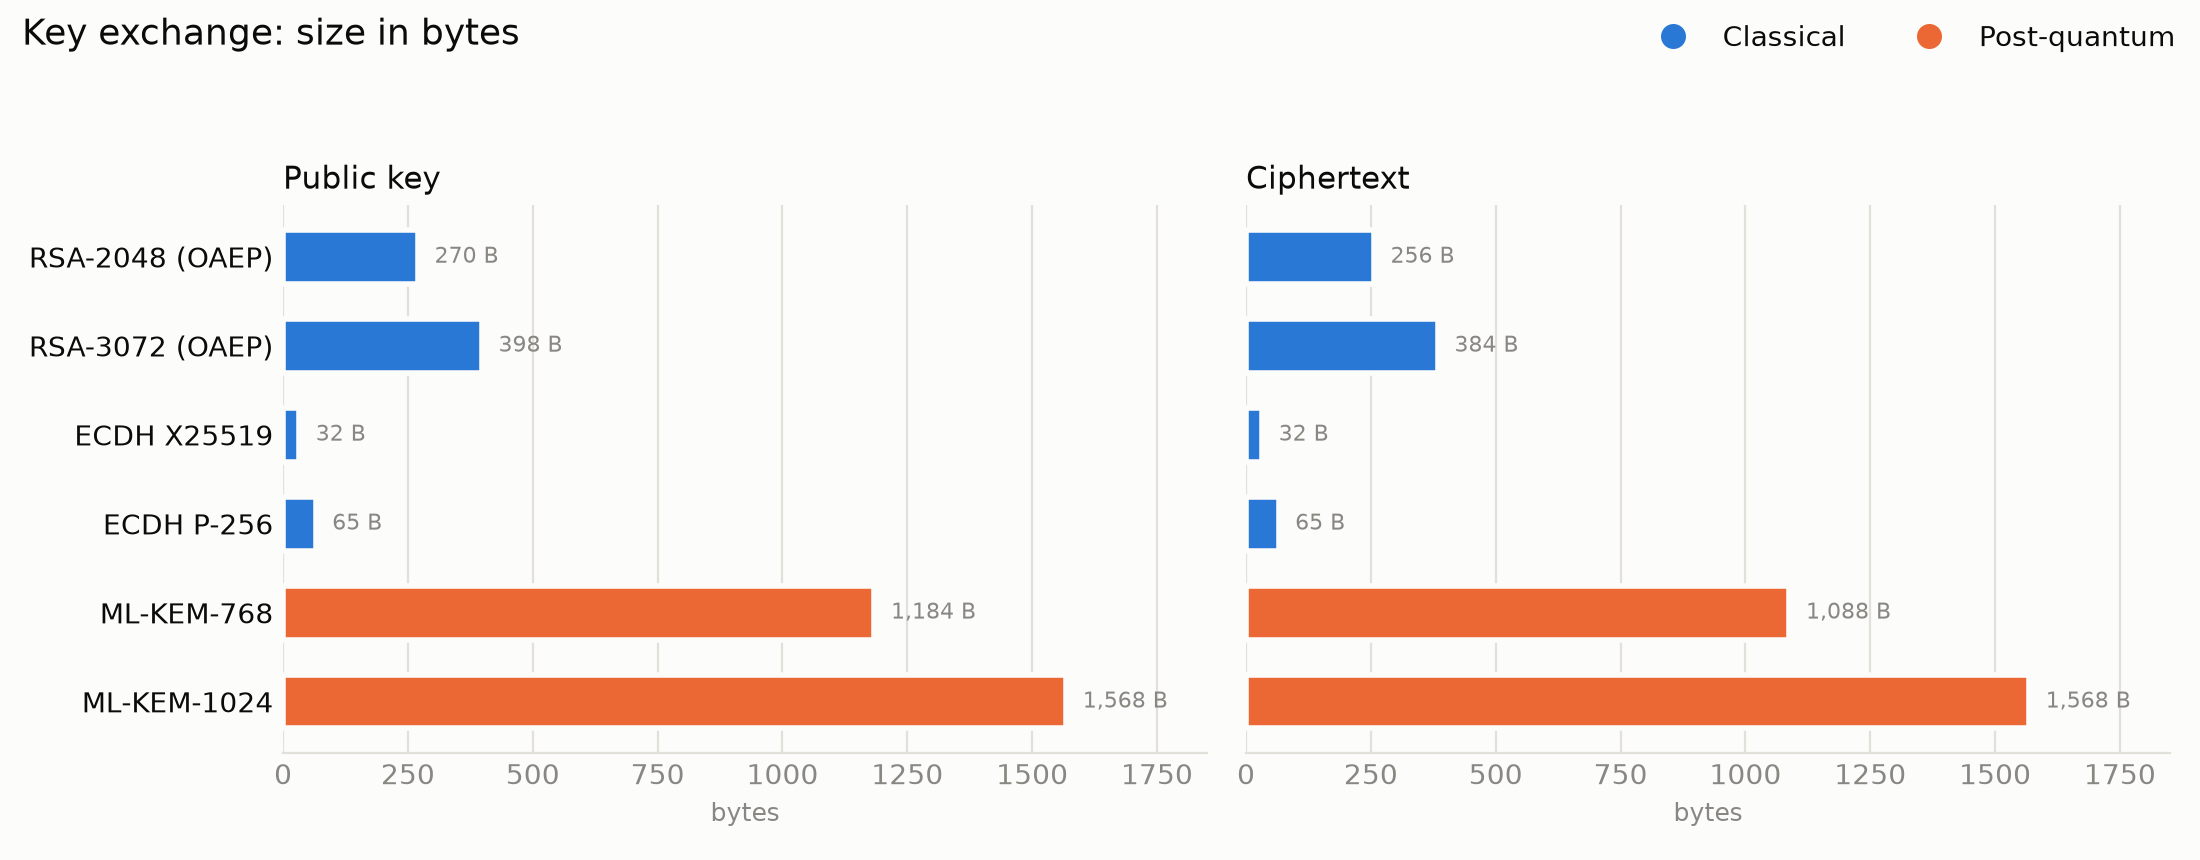 Key exchange: size in bytes
Classical
Post-quantum
Public key
Ciphertext
RSA-2048 (OAEP) 270 B 256 B
RSA-3072 (OAEP) 398 B 384 B
ECDH X25519 32 B 32 B
ECDH P-256 65 B 65 B
ML-KEM-768 1,184 B 1,088 B
ML-KEM-1024 1,568 B 1,568 B
0 250 500 750 1000 1250 1500 1750
0 250 500 750 1000 1250 1500 1750
bytes
bytes